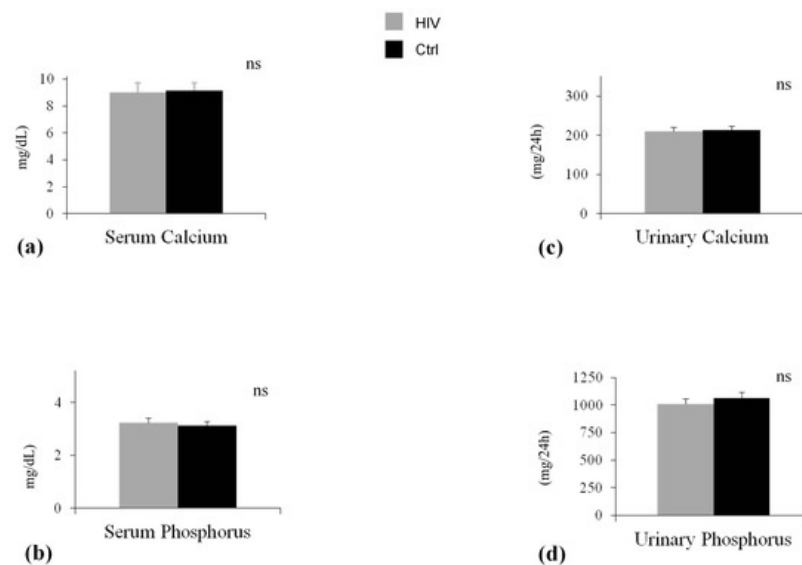 HIV
Ctrl
ns
10
8
6
4
2
0
mg/dL)
(a)
Serum Calcium
ns
300
200
100
0
(mg/24h)
(c)
Urinary Calcium
ns
4
2
0
mg/dL)
(b)
Serum Phosphorus
ns
1250
1000
750
500
250
0
(mg/24h)
(d)
Urinary Phosphorus